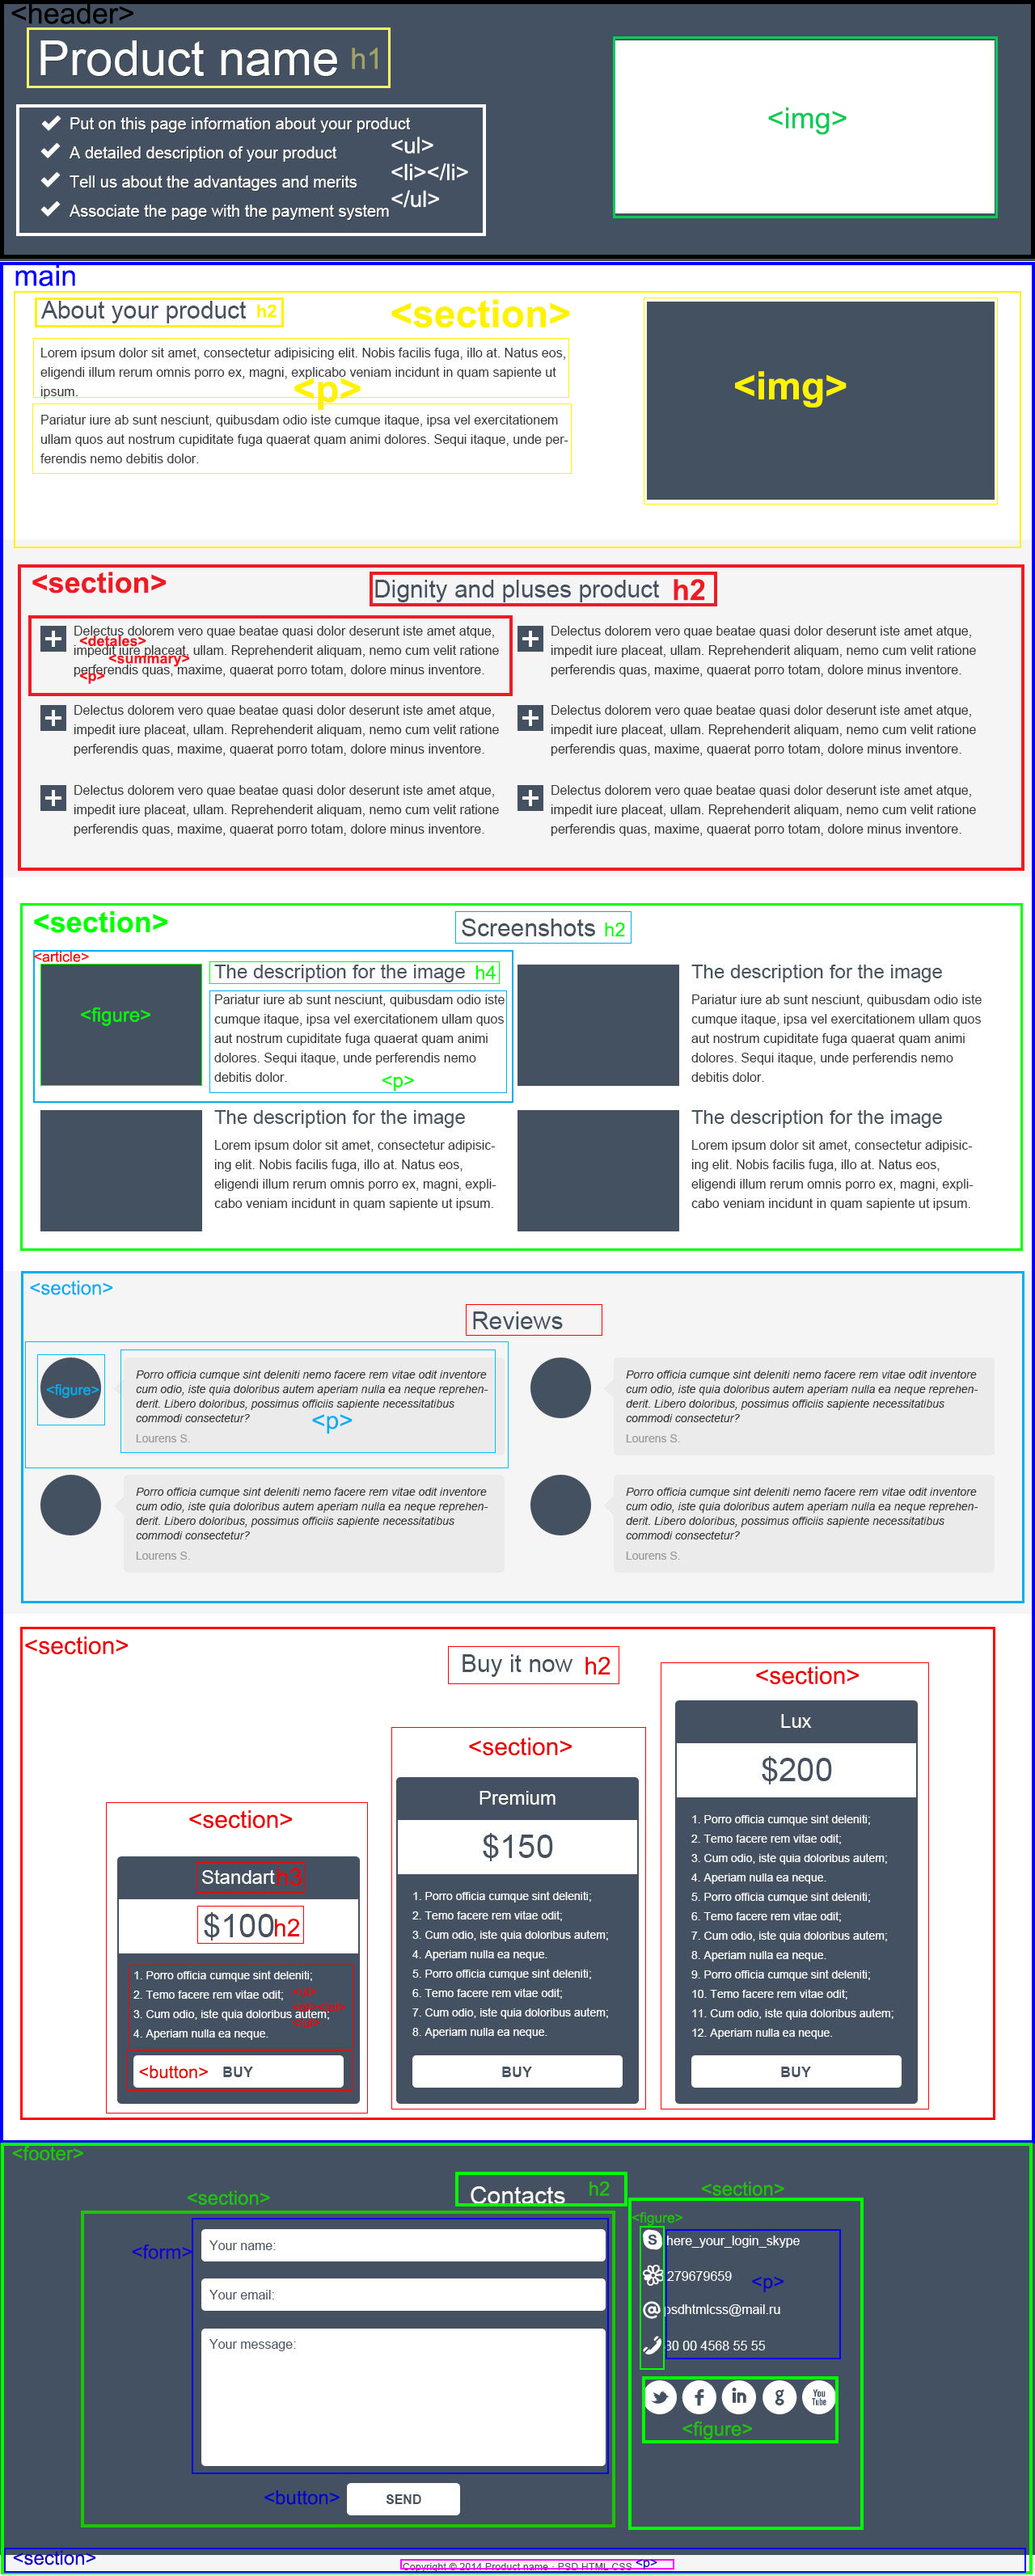 <header>
Product name h1
Put on this page information about your product
A detailed description of your product
Tell us about the advantages and merits
Associate the page with the payment system
<ul>
<li></li>
</ul>
<img>
main
About your product h2
<section>
Lorem ipsum dolor sit amet, consectetur adipisicing elit. Nobis facilis fuga, illo at. Natus eos,
eligendi illum rerum omnis porro ex, magni, explicabo veniam incidunt in quam sapiente ut
ipsum.
<p>
Pariatur iure ab sunt nesciunt, quibusdam odio iste cumque itaque, ipsa vel exercitationem
ullam quos aut nostrum cupiditate fuga quaerat quam animi dolores. Sequi itaque, unde per-
ferendis nemo debitis dolor.
<img>
<section>
Dignity and pluses product h2
Delectus dolorem vero quae beatae quasi dolor deserunt iste amet atque,
impedit iure placeat, ullam. Reprehenderit aliquam, nemo cum velit ratione
perferendis quas, maxime, quaerat porro totam, dolore minus inventore.
<detales>
<summary>
<p>
Delectus dolorem vero quae beatae quasi dolor deserunt iste amet atque,
impedit iure placeat, ullam. Reprehenderit aliquam, nemo cum velit ratione
perferendis quas, maxime, quaerat porro totam, dolore minus inventore.
Delectus dolorem vero quae beatae quasi dolor deserunt iste amet atque,
impedit iure placeat, ullam. Reprehenderit aliquam, nemo cum velit ratione
perferendis quas, maxime, quaerat porro totam, dolore minus inventore.
Delectus dolorem vero quae beatae quasi dolor deserunt iste amet atque,
impedit iure placeat, ullam. Reprehenderit aliquam, nemo cum velit ratione
perferendis quas, maxime, quaerat porro totam, dolore minus inventore.
Delectus dolorem vero quae beatae quasi dolor deserunt iste amet atque,
impedit iure placeat, ullam. Reprehenderit aliquam, nemo cum velit ratione
perferendis quas, maxime, quaerat porro totam, dolore minus inventore.
Delectus dolorem vero quae beatae quasi dolor deserunt iste amet atque,
impedit iure placeat, ullam. Reprehenderit aliquam, nemo cum velit ratione
perferendis quas, maxime, quaerat porro totam, dolore minus inventore.
<section>
Screenshots h2
<article>
<figure>
The description for the image h4
Pariatur iure ab sunt nesciunt, quibusdam odio iste
cumque itaque, ipsa vel exercitationem ullam quos
aut nostrum cupiditate fuga quaerat quam animi
dolores. Sequi itaque, unde perferendis nemo
debitis dolor.
<p>
The description for the image
Pariatur iure ab sunt nesciunt, quibusdam odio iste
cumque itaque, ipsa vel exercitationem ullam quos
aut nostrum cupiditate fuga quaerat quam animi
dolores. Sequi itaque, unde perferendis nemo
debitis dolor.
The description for the image
Lorem ipsum dolor sit amet, consectetur adipisic-
ing elit. Nobis facilis fuga, illo at. Natus eos,
eligendi illum rerum omnis porro ex, magni, expli-
cabo veniam incidunt in quam sapiente ut ipsum.
The description for the image
Lorem ipsum dolor sit amet, consectetur adipisic-
ing elit. Nobis facilis fuga, illo at. Natus eos,
eligendi illum rerum omnis porro ex, magni, expli-
cabo veniam incidunt in quam sapiente ut ipsum.
<section>
Reviews
<figure>
Porro officia cumque sint deleniti nemo facere rem vitae odit inventore
cum odio, iste quia doloribus autem aperiam nulla ea neque reprehen-
derit. Libero doloribus, possimus officiis sapiente necessitatibus
commodi consectetur?
<p>
Lourens S.
Porro officia cumque sint deleniti nemo facere rem vitae odit inventore
cum odio, iste quia doloribus autem aperiam nulla ea neque reprehen-
derit. Libero doloribus, possimus officiis sapiente necessitatibus
commodi consectetur?
Lourens S.
Porro officia cumque sint deleniti nemo facere rem vitae odit inventore
cum odio, iste quia doloribus autem aperiam nulla ea neque reprehen-
derit. Libero doloribus, possimus officiis sapiente necessitatibus
commodi consectetur?
Lourens S.
Porro officia cumque sint deleniti nemo facere rem vitae odit inventore
cum odio, iste quia doloribus autem aperiam nulla ea neque reprehen-
derit. Libero doloribus, possimus officiis sapiente necessitatibus
commodi consectetur?
Lourens S.
<section>
Buy it now h2
<section>
Standart h3
$100 h2
1. Porro officia cumque sint deleniti;
2. Temo facere rem vitae odit;
3. Cum odio, iste quia doloribus autem;
4. Aperiam nulla ea neque.
<button> BUY
<section>
Premium
$150
1. Porro officia cumque sint deleniti;
2. Temo facere rem vitae odit;
3. Cum odio, iste quia doloribus autem;
4. Aperiam nulla ea neque.
5. Porro officia cumque sint deleniti;
6. Temo facere rem vitae odit;
7. Cum odio, iste quia doloribus autem;
8. Aperiam nulla ea neque.
BUY
<section>
Lux
$200
1. Porro officia cumque sint deleniti;
2. Temo facere rem vitae odit;
3. Cum odio, iste quia doloribus autem;
4. Aperiam nulla ea neque.
5. Porro officia cumque sint deleniti;
6. Temo facere rem vitae odit;
7. Cum odio, iste quia doloribus autem;
8. Aperiam nulla ea neque.
9. Porro officia cumque sint deleniti;
10. Temo facere rem vitae odit;
11. Cum odio, iste quia doloribus autem;
12. Aperiam nulla ea neque.
BUY
<footer>
Contacts h2
<section>
<form>
Your name:
Your email:
Your message:
<button>
SEND
<section>
<figure>
here_your_login_skype
279679659
<p>
psdhtmlcss@mail.ru
80 00 4568 55 55
You
Tube
<figure>
<section>
Copyright © 2014 Product name · PSD HTML CSS <p>